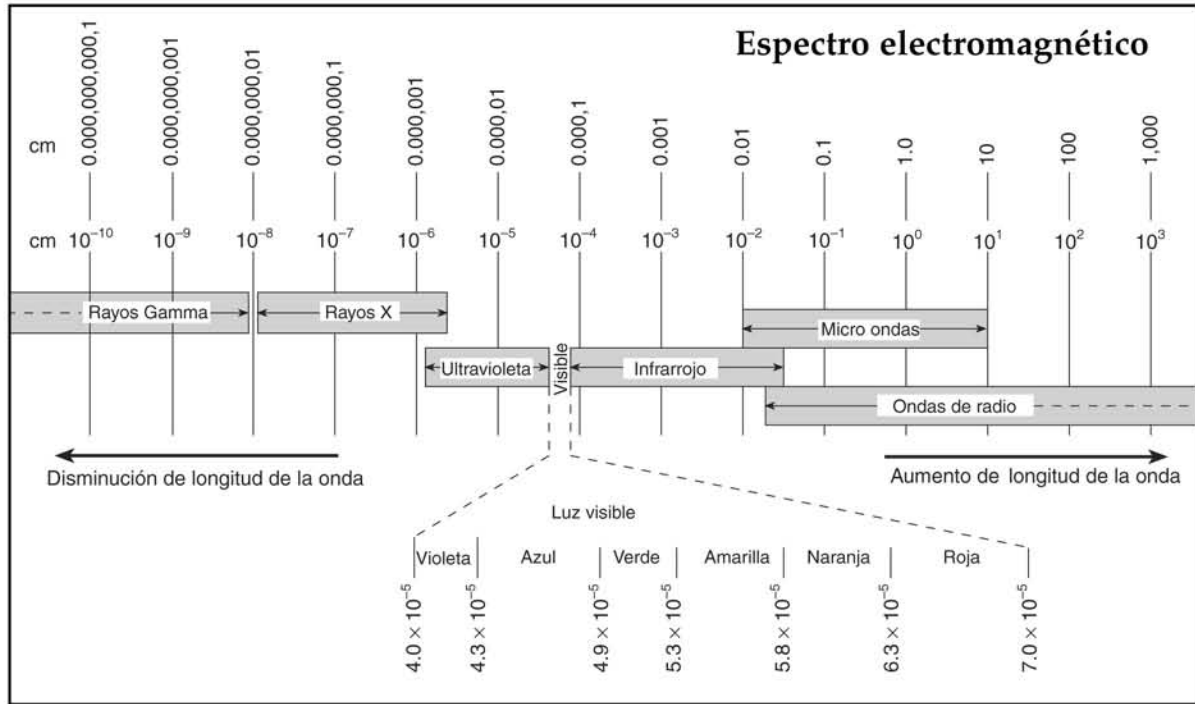 Espectro electromagnético
cm 0.000,000,000,1 0.000,000,001 0.000,000,01 0.000,000,1 0.000,001 0.000,01 0.000,1 0.001 0.01 0.1 1.0 10 100 1,000
cm 10⁻¹⁰ 10⁻⁹ 10⁻⁸ 10⁻⁷ 10⁻⁶ 10⁻⁵ 10⁻⁴ 10⁻³ 10⁻² 10⁻¹ 10⁰ 10¹ 10² 10³
Rayos Gamma Rayos X Micro ondas
Ultravioleta Visible Infrarrojo
Ondas de radio
Disminución de longitud de la onda Aumento de longitud de la onda
Luz visible
Violeta Azul Verde Amarilla Naranja Roja
4.0 × 10⁻⁵ 4.3 × 10⁻⁵ 4.9 × 10⁻⁵ 5.3 × 10⁻⁵ 5.8 × 10⁻⁵ 6.3 × 10⁻⁵ 7.0 × 10⁻⁵